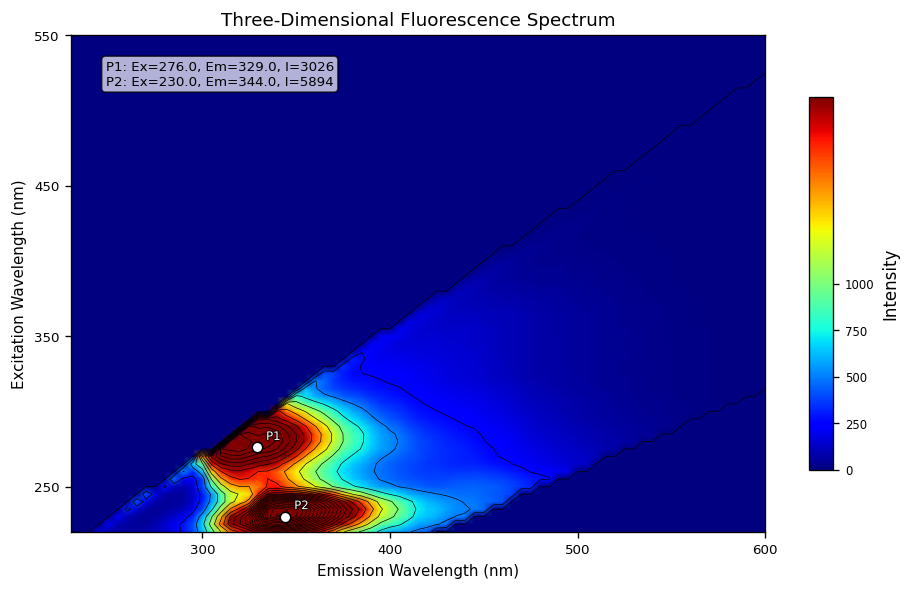 Three-Dimensional Fluorescence Spectrum
550
P1: Ex=276.0, Em=329.0, I=3026
P2: Ex=230.0, Em=344.0, I=5894
450
350
250
Excitation Wavelength (nm)
P1
P2
300
400
500
600
Emission Wavelength (nm)
1000
750
500
250
0
Intensity